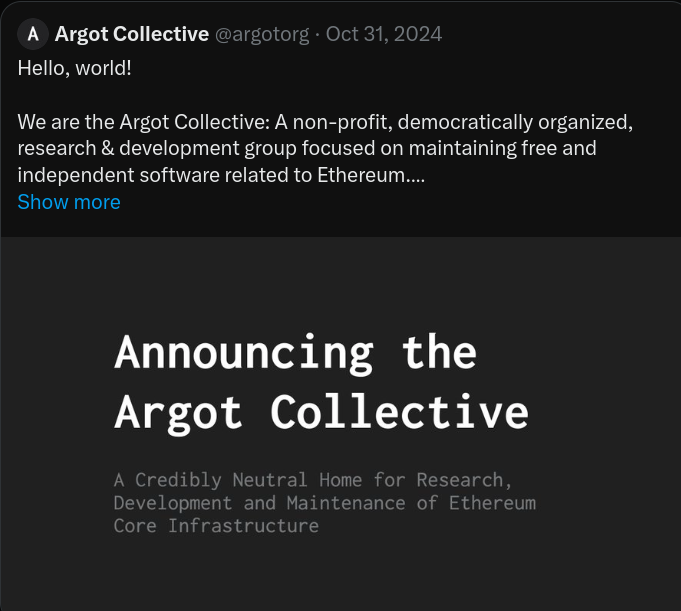 A Argot Collective @argotorg · Oct 31, 2024
Hello, world!
We are the Argot Collective: A non-profit, democratically organized,
research & development group focused on maintaining free and
independent software related to Ethereum....
Show more
Announcing the
Argot Collective
A Credibly Neutral Home for Research,
Development and Maintenance of Ethereum
Core Infrastructure